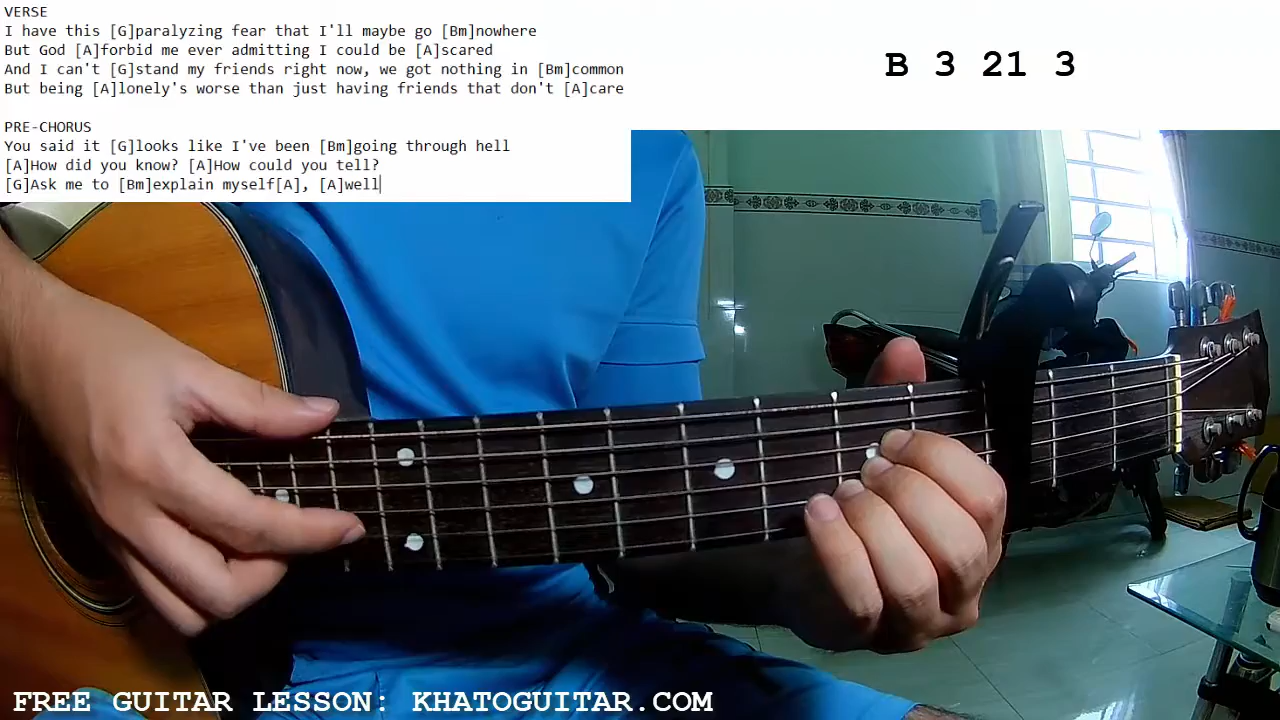 VERSE
I have this [G]paralyzing fear that I'll maybe go [Bm]nowhere
But God [A]forbid me ever admitting I could be [A]scared
And I can't [G]stand my friends right now, we got nothing in [Bm]common
But being [A]lonely's worse than just having friends that don't [A]care
PRE-CHORUS
You said it [G]looks like I've been [Bm]going through hell
[A]How did you know? [A]How could you tell?
[G]Ask me to [Bm]explain myself[A], [A]well
B 3 21 3
FREE GUITAR LESSON: KHATOGUITAR.COM